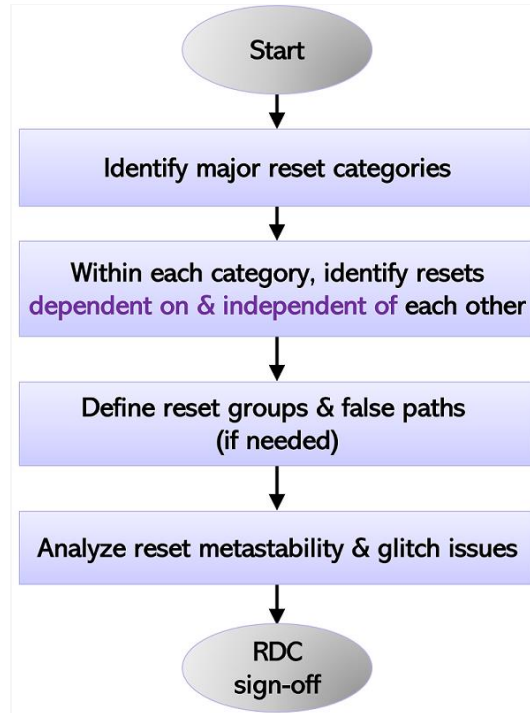 Start
Identify major reset categories
Within each category, identify resets
dependent on & independent of each other
Define reset groups & false paths
(if needed)
Analyze reset metastability & glitch issues
RDC
sign-off